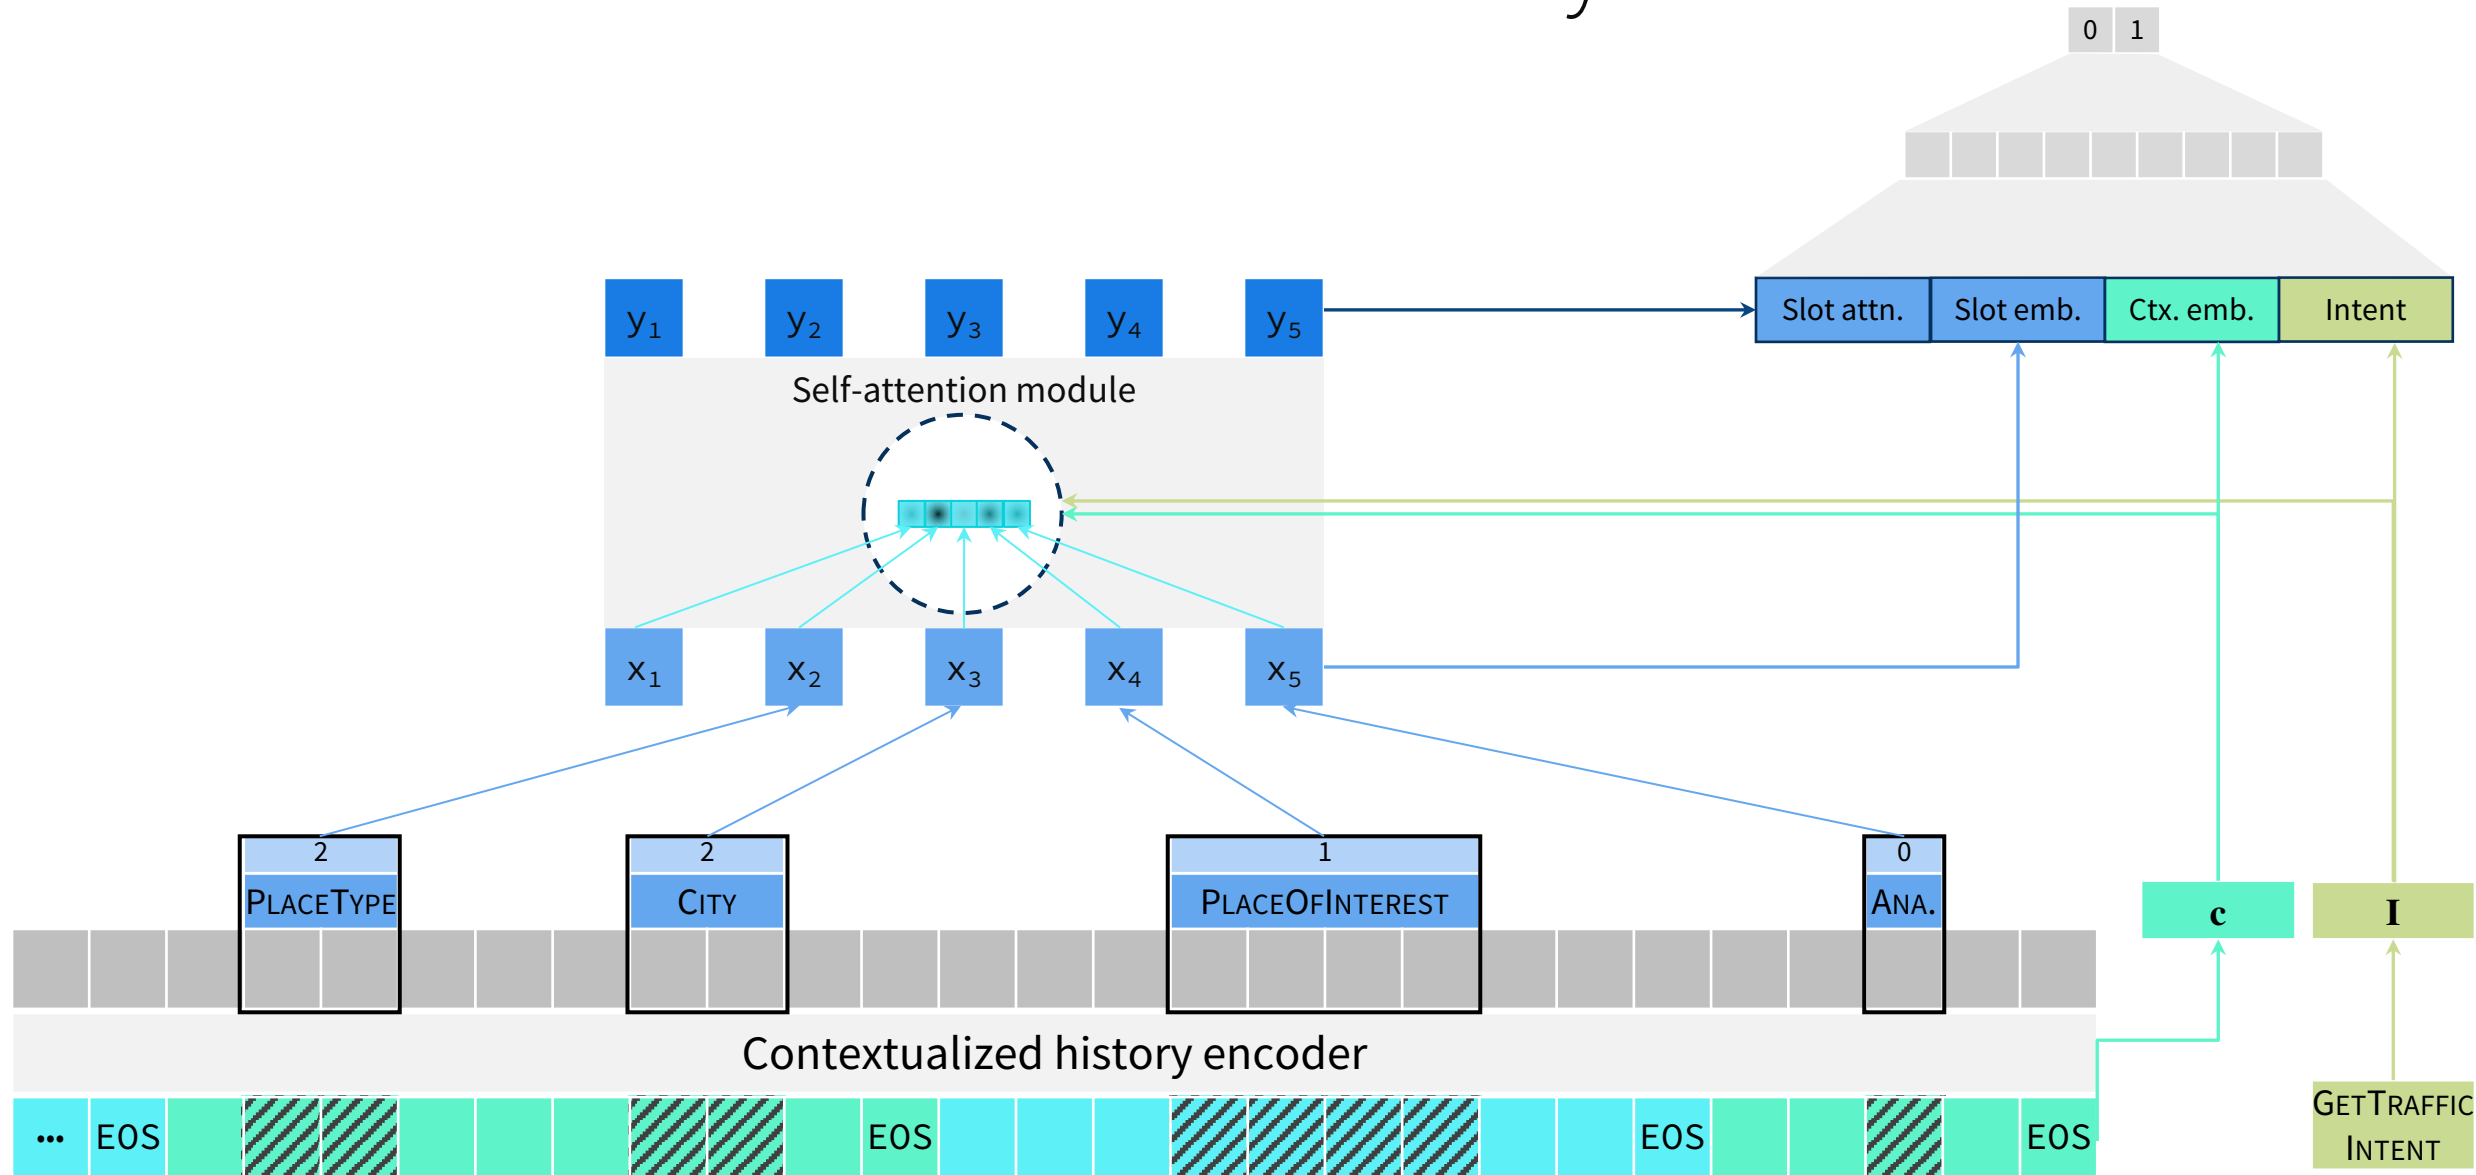 0 1
y₁ y₂ y₃ y₄ y₅
Slot attn. Slot emb. Ctx. emb. Intent
Self-attention module
x₁ x₂ x₃ x₄ x₅
2 2 1 0
PLACETYPE CITY PLACEOFINTEREST ANA.
c I
Contextualized history encoder
... EOS EOS EOS EOS
GETTRAFFIC
INTENT